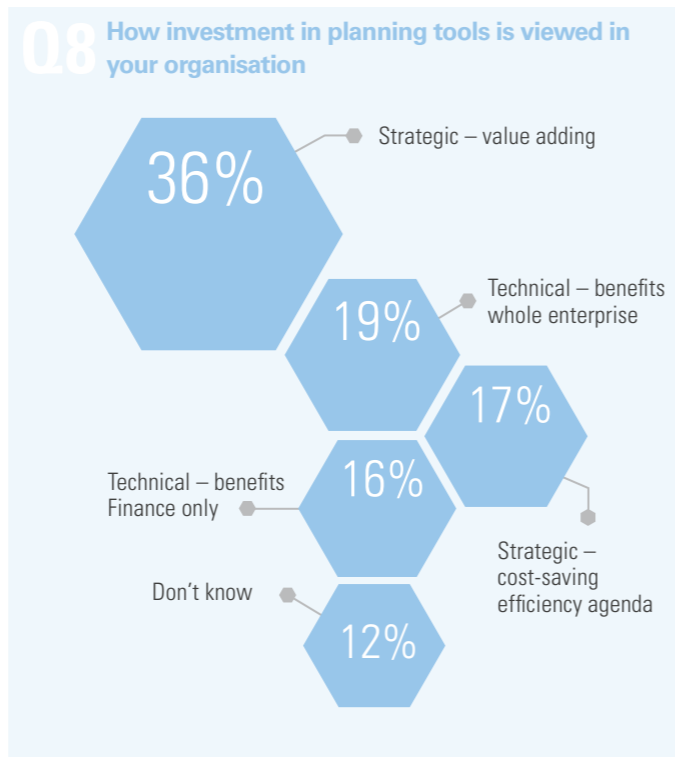 Q8 How investment in planning tools is viewed in
your organisation
36%
Strategic – value adding
19%
Technical – benefits
whole enterprise
17%
Strategic –
cost-saving
efficiency agenda
16%
Technical – benefits
Finance only
12%
Don’t know